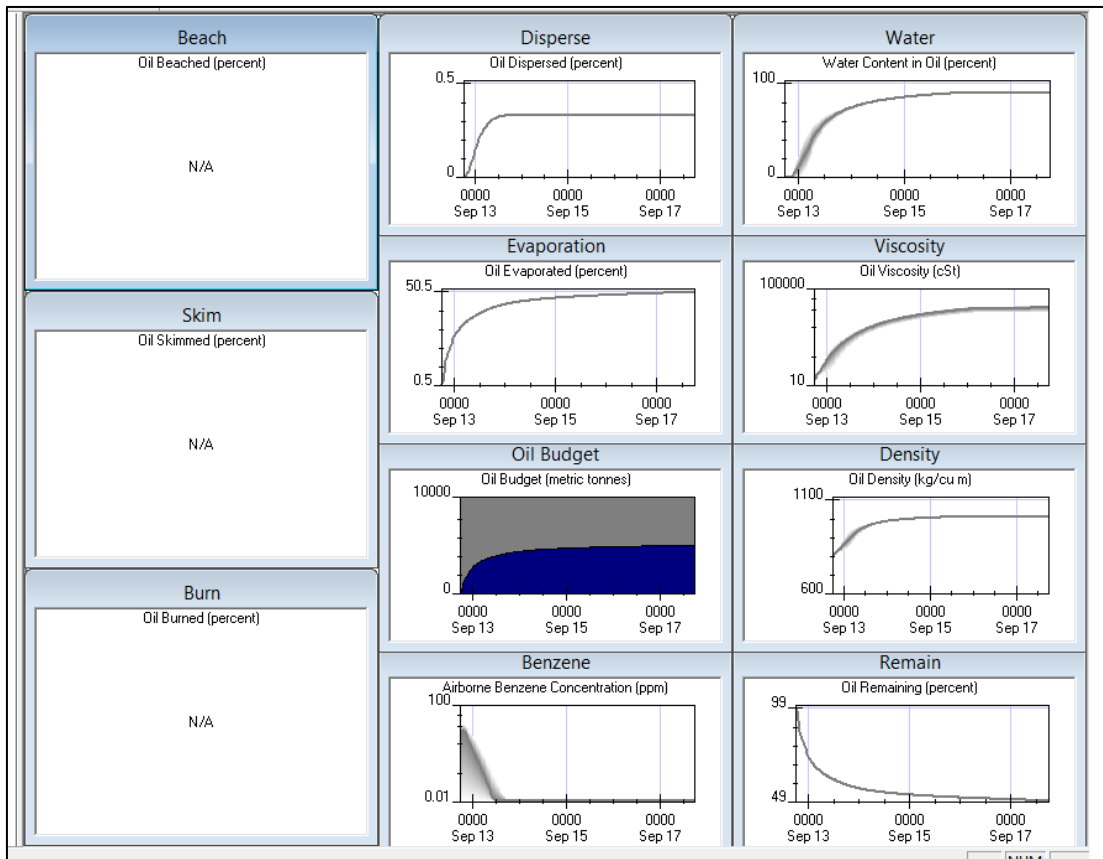 Beach
Oil Beached (percent)
N/A
Skim
Oil Skimmed (percent)
N/A
Burn
Oil Burned (percent)
N/A
Disperse
Oil Dispersed (percent)
0.5
0
0000 0000 0000
Sep 13 Sep 15 Sep 17
Evaporation
Oil Evaporated (percent)
50.5
0.5
0000 0000 0000
Sep 13 Sep 15 Sep 17
Oil Budget
Oil Budget (metric tonnes)
10000
0
0000 0000 0000
Sep 13 Sep 15 Sep 17
Benzene
Airborne Benzene Concentration (ppm)
100
0.01
0000 0000 0000
Sep 13 Sep 15 Sep 17
Water
Water Content in Oil (percent)
100
0
0000 0000 0000
Sep 13 Sep 15 Sep 17
Viscosity
Oil Viscosity (cSt)
100000
10
0000 0000 0000
Sep 13 Sep 15 Sep 17
Density
Oil Density (kg/cu m)
1100
600
0000 0000 0000
Sep 13 Sep 15 Sep 17
Remain
Oil Remaining (percent)
99
49
0000 0000 0000
Sep 13 Sep 15 Sep 17
NUM